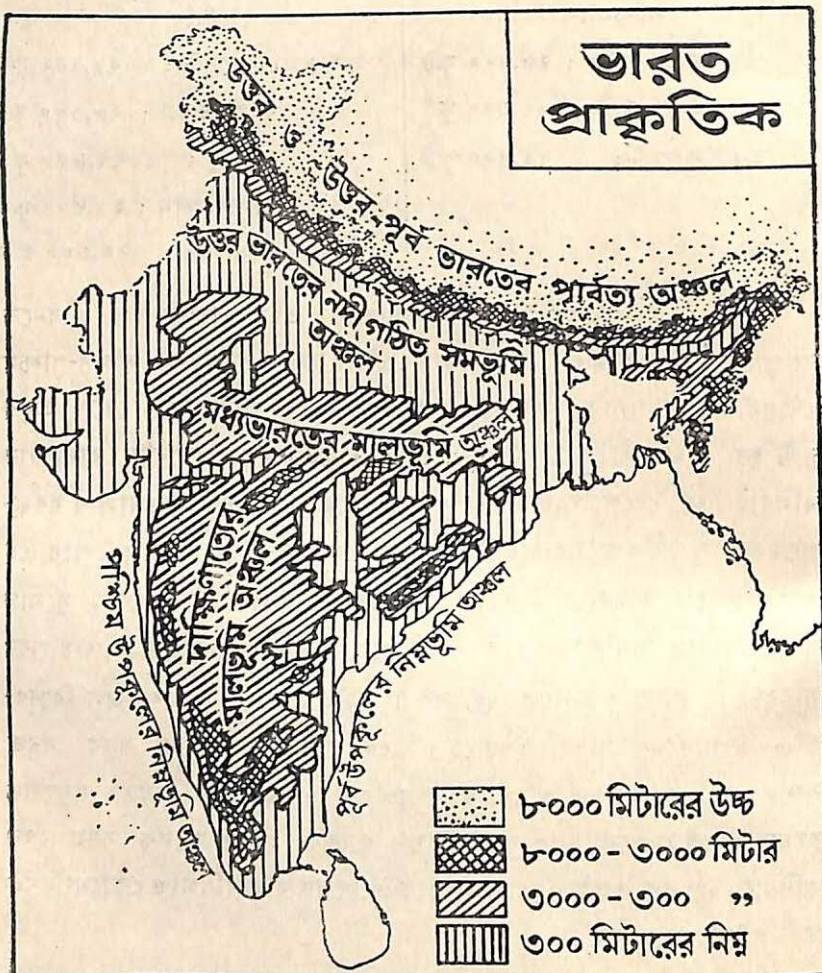 ভারত
প্রাকৃতিক
উত্তর ও উত্তর-পূর্ব ভারতের পার্বত্য অঞ্চল
উত্তর ভারতের নদী গঠিত সমভূমি
অঞ্চল
মধ্যভারতের মালভূমি অঞ্চল
দাক্ষিণাত্যের
মালভূমি অঞ্চল
পশ্চিম উপকূলের নিম্নভূমি অঞ্চল
পূর্ব উপকূলের নিম্নভূমি অঞ্চল
৮০০০ মিটারের উচ্চ
৮০০০ - ৩০০০ মিটার
৩০০০ - ৩০০ ,,
৩০০ মিটারের নিম্ন